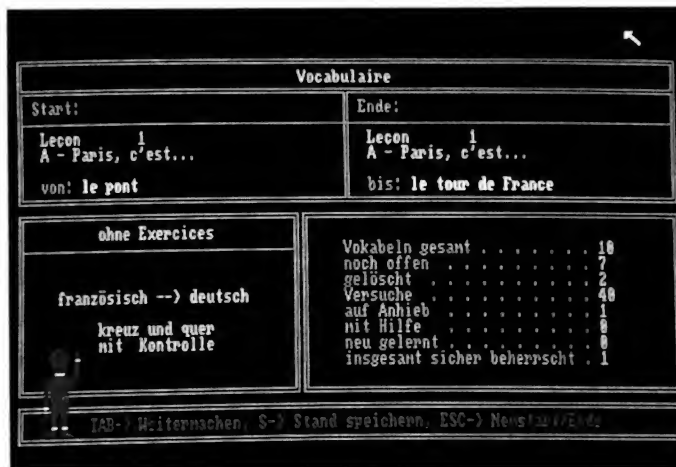 Vocabulaire
Start:
Leçon 1
A - Paris, c'est...
von: le pont
Ende:
Leçon 1
A - Paris, c'est...
bis: le tour de France
ohne Exercices
französisch --> deutsch
kreuz und quer
mit Kontrolle
Vokabeln gesamt . . . . . . . . 10
noch offen . . . . . . . . . 7
gelöscht . . . . . . . . . . 2
Versuche . . . . . . . . . . 40
auf Anhieb . . . . . . . . . 1
mit Hilfe . . . . . . . . . . 0
neu gelernt . . . . . . . . . 0
insgesamt sicher beherrscht . 1
TAB-> Weitermachen, S-> Stand speichern, ESC-> Neustart/Ende